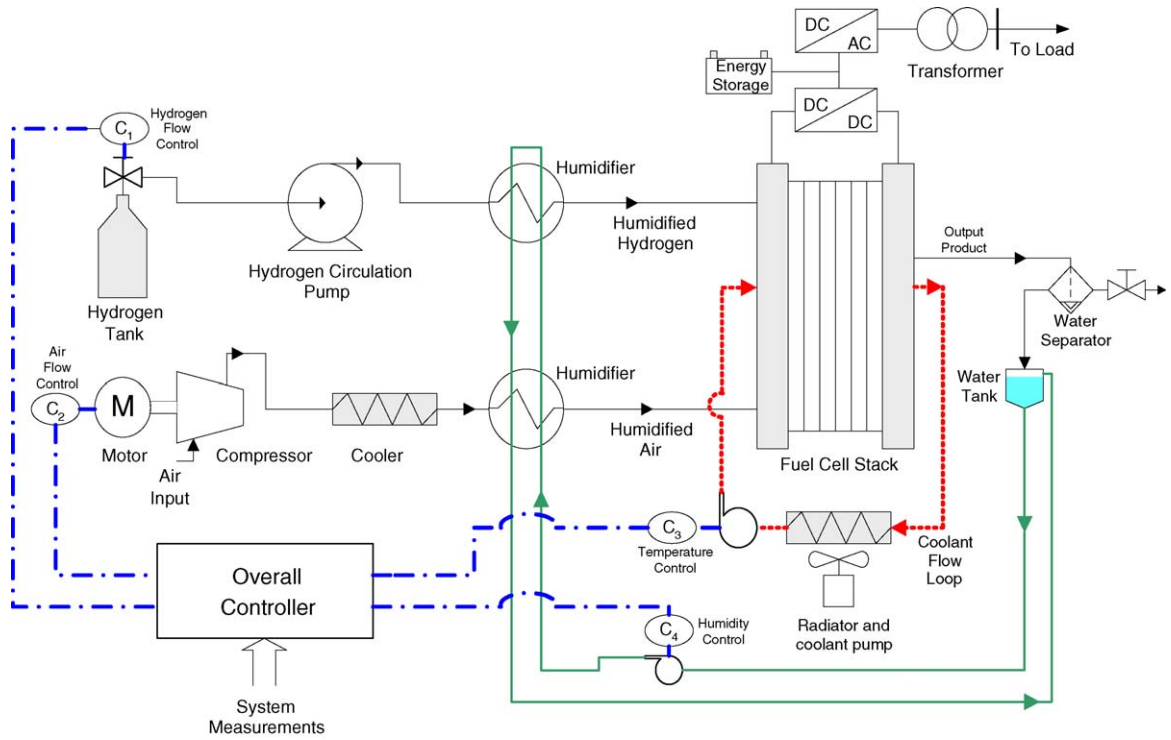 DC
AC
To Load
Transformer
Energy
Storage
DC
DC
Hydrogen
Flow
Control
C1
Humidifier
Humidified
Hydrogen
Hydrogen Circulation
Pump
Hydrogen
Tank
Output
Product
Water
Separator
Air
Flow
Control
C2
M
Motor
Compressor
Air
Input
Cooler
Humidifier
Humidified
Air
Water
Tank
Fuel Cell Stack
C3
Temperature
Control
Coolant
Flow
Loop
Overall
Controller
C4
Humidity
Control
Radiator and
coolant pump
System
Measurements